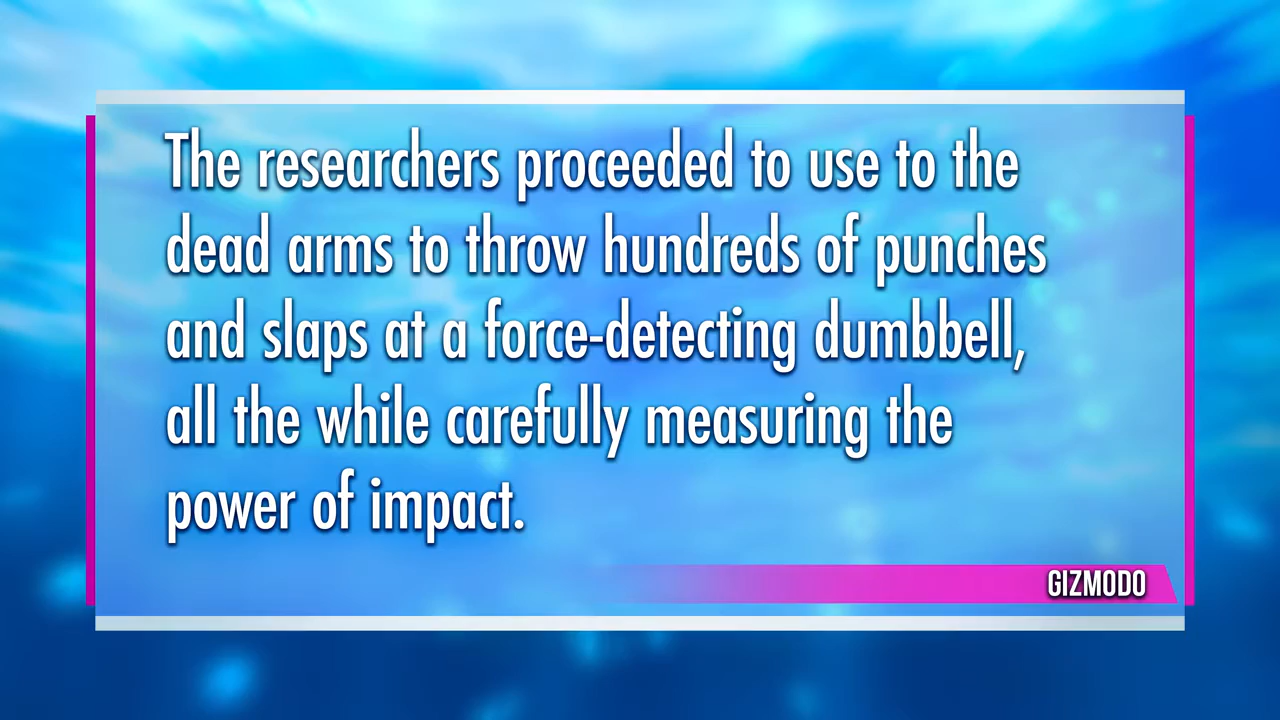 The researchers proceeded to use to the
dead arms to throw hundreds of punches
and slaps at a force-detecting dumbbell,
all the while carefully measuring the
power of impact.
GIZMODO